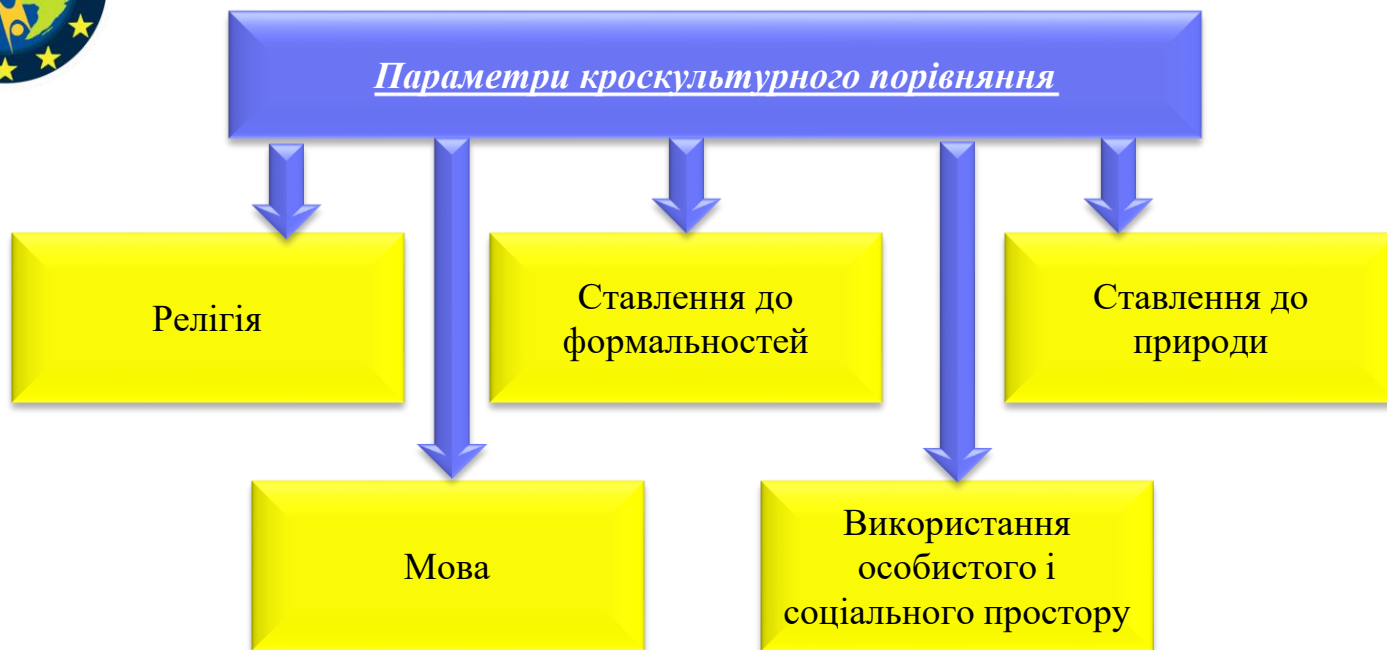 Параметри кроскультурного порівняння
Релігія
Ставлення до
формальностей
Ставлення до
природи
Мова
Використання
особистого і
соціального простору